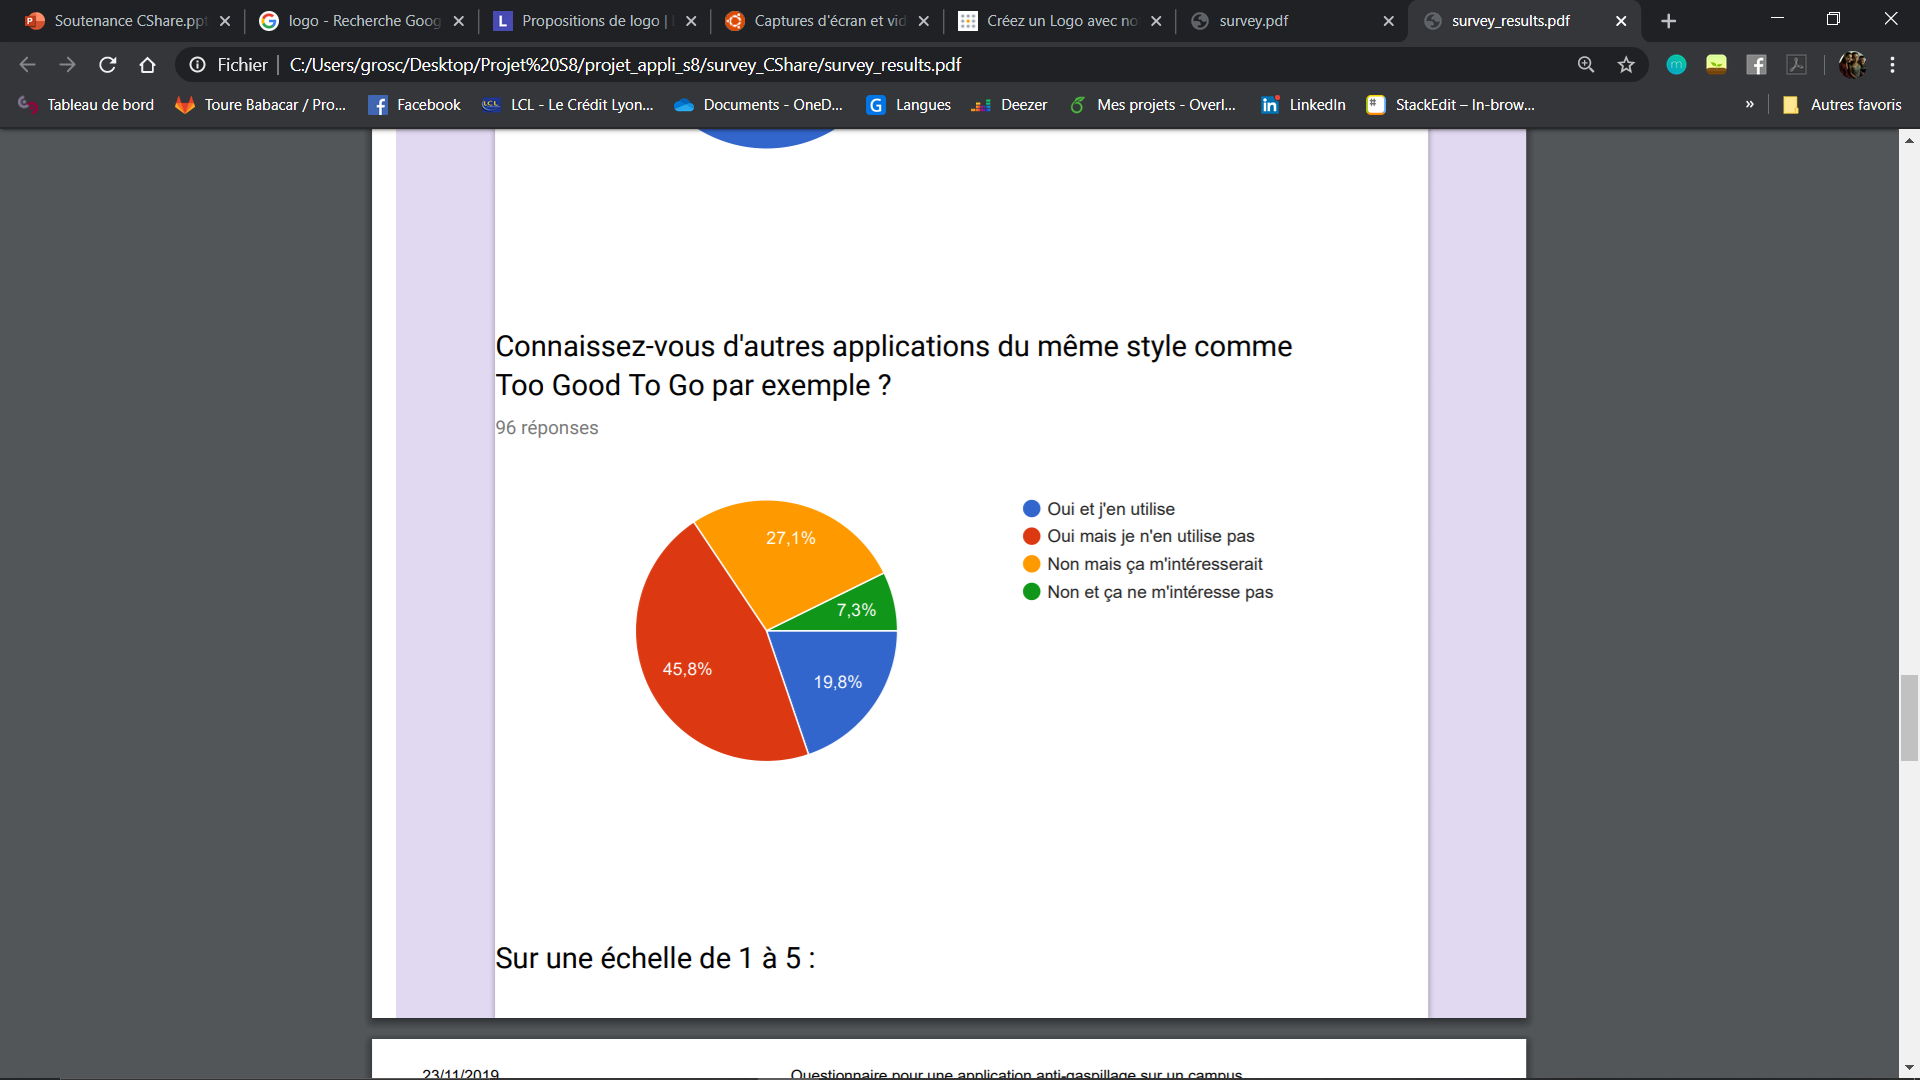 Soutenance CShare.ppt
logo - Recherche Goog
Propositions de logo |
Captures d'écran et vid
Créez un Logo avec no
survey.pdf
survey_results.pdf
Fichier
C:/Users/grosc/Desktop/Projet%20S8/projet_appli_s8/survey_CShare/survey_results.pdf
Tableau de bord
Toure Babacar / Pro...
Facebook
LCL - Le Crédit Lyon...
Documents - OneD...
Langues
Deezer
Mes projets - Overl...
LinkedIn
StackEdit – In-brow...
»
Autres favoris
Connaissez-vous d'autres applications du même style comme
Too Good To Go par exemple ?
96 réponses
27,1%
7,3%
45,8%
19,8%
Oui et j'en utilise
Oui mais je n'en utilise pas
Non mais ça m'intéresserait
Non et ça ne m'intéresse pas
Sur une échelle de 1 à 5 :
23/11/2019
Questionnaire pour une application anti-gaspillage sur un campus